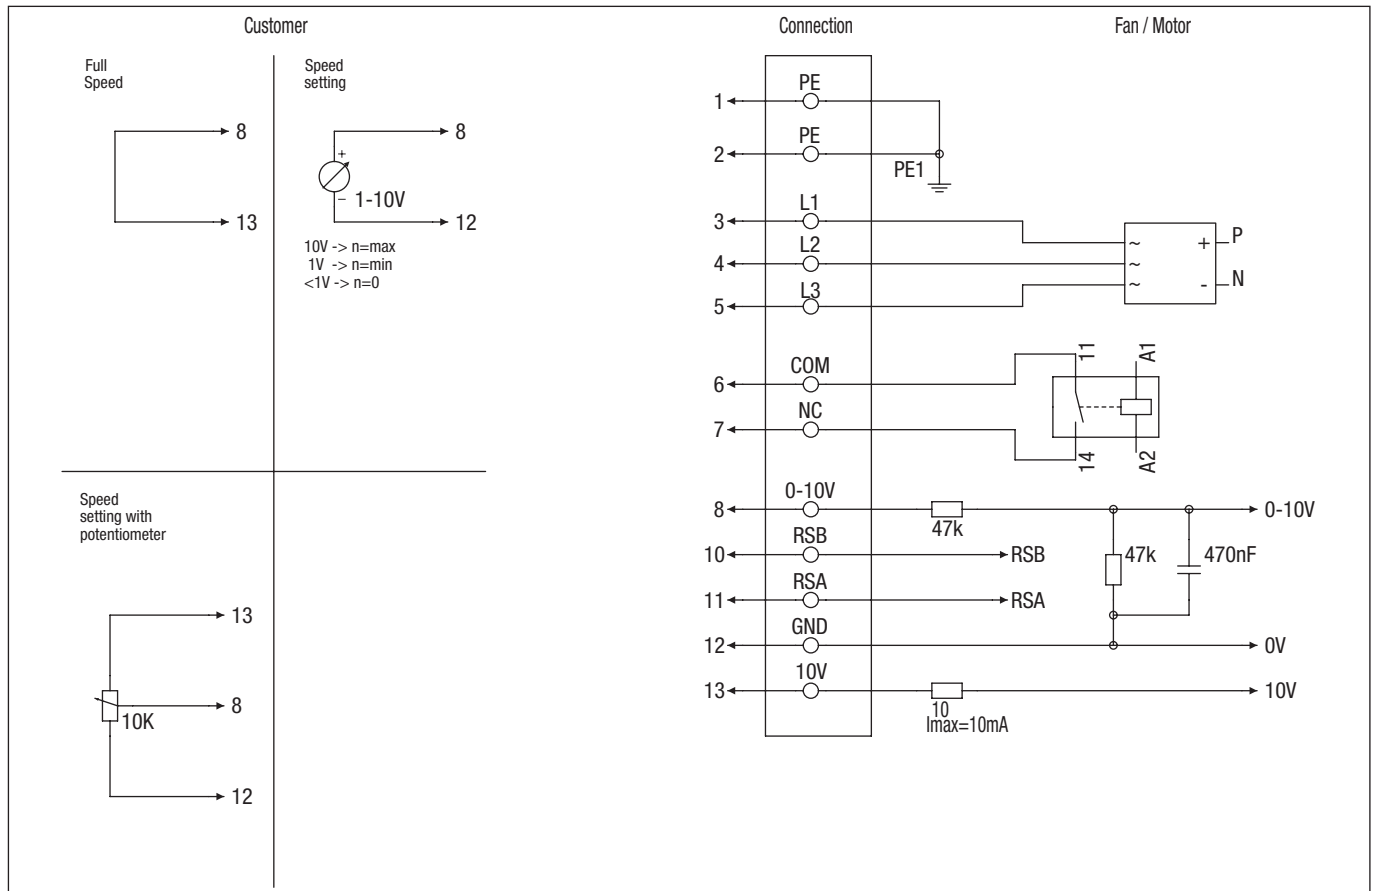 Customer
Connection
Fan / Motor
Full
Speed
8
13
Speed
setting
8
+
– 1-10V
12
10V -> n=max
1V -> n=min
<1V -> n=0
Speed
setting with
potentiometer
13
8
10K
12
1
PE
2
PE
PE1
3
L1
4
L2
5
L3
~
~
~
+
-
P
N
6
COM
7
NC
11
A1
14
A2
8
0-10V
47k
0-10V
10
RSB
RSB
47k
470nF
11
RSA
RSA
12
GND
0V
13
10V
10
Imax=10mA
10V